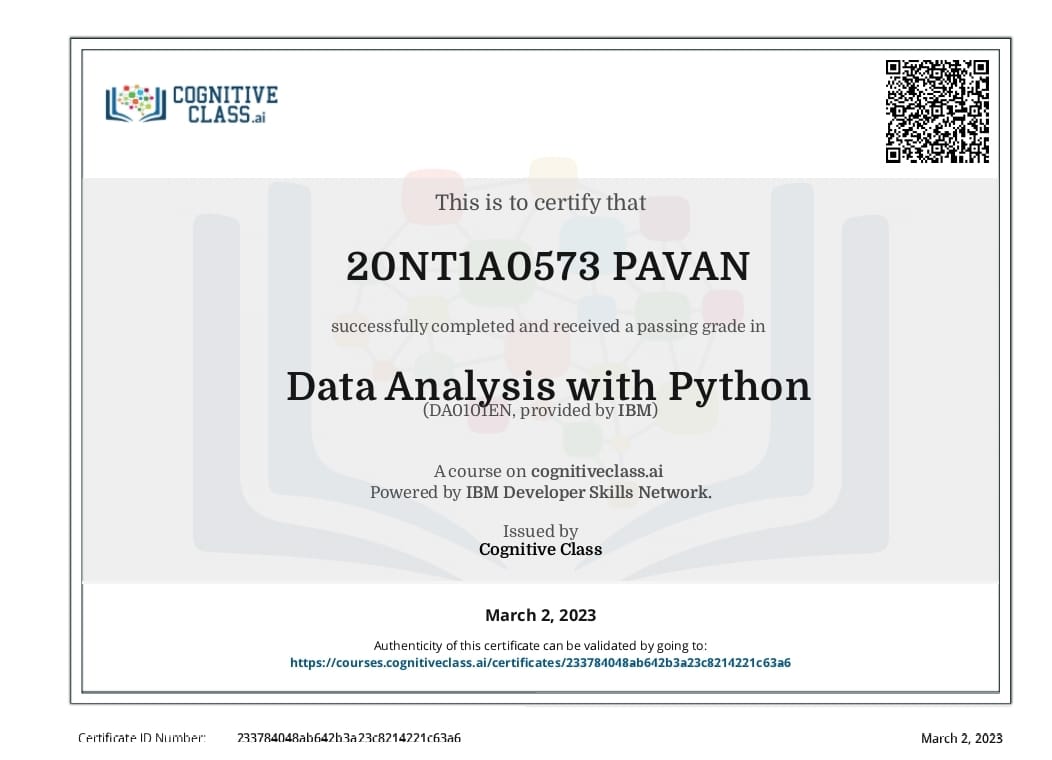 COGNITIVE
CLASS.ai
This is to certify that
20NT1A0573 PAVAN
successfully completed and received a passing grade in
Data Analysis with Python
(DA0101EN, provided by IBM)
A course on cognitiveclass.ai
Powered by IBM Developer Skills Network.
Issued by
Cognitive Class
March 2, 2023
Authenticity of this certificate can be validated by going to:
https://courses.cognitiveclass.ai/certificates/233784048ab642b3a23c8214221c63a6
Certificate ID Number: 233784048ab642b3a23c8214221c63a6 March 2, 2023